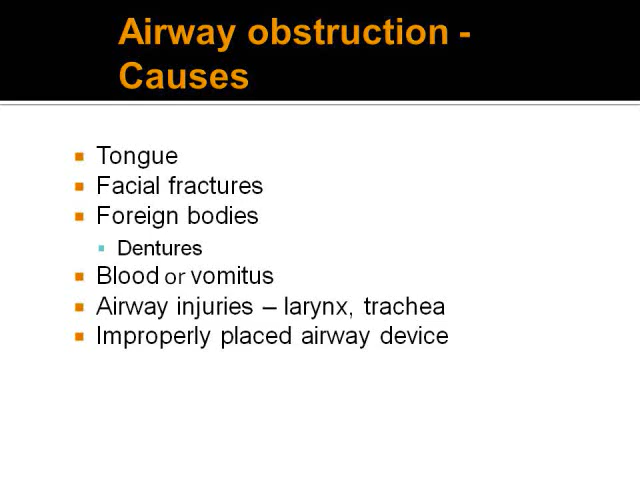 Airway obstruction -
Causes
Tongue
Facial fractures
Foreign bodies
Dentures
Blood or vomitus
Airway injuries – larynx, trachea
Improperly placed airway device